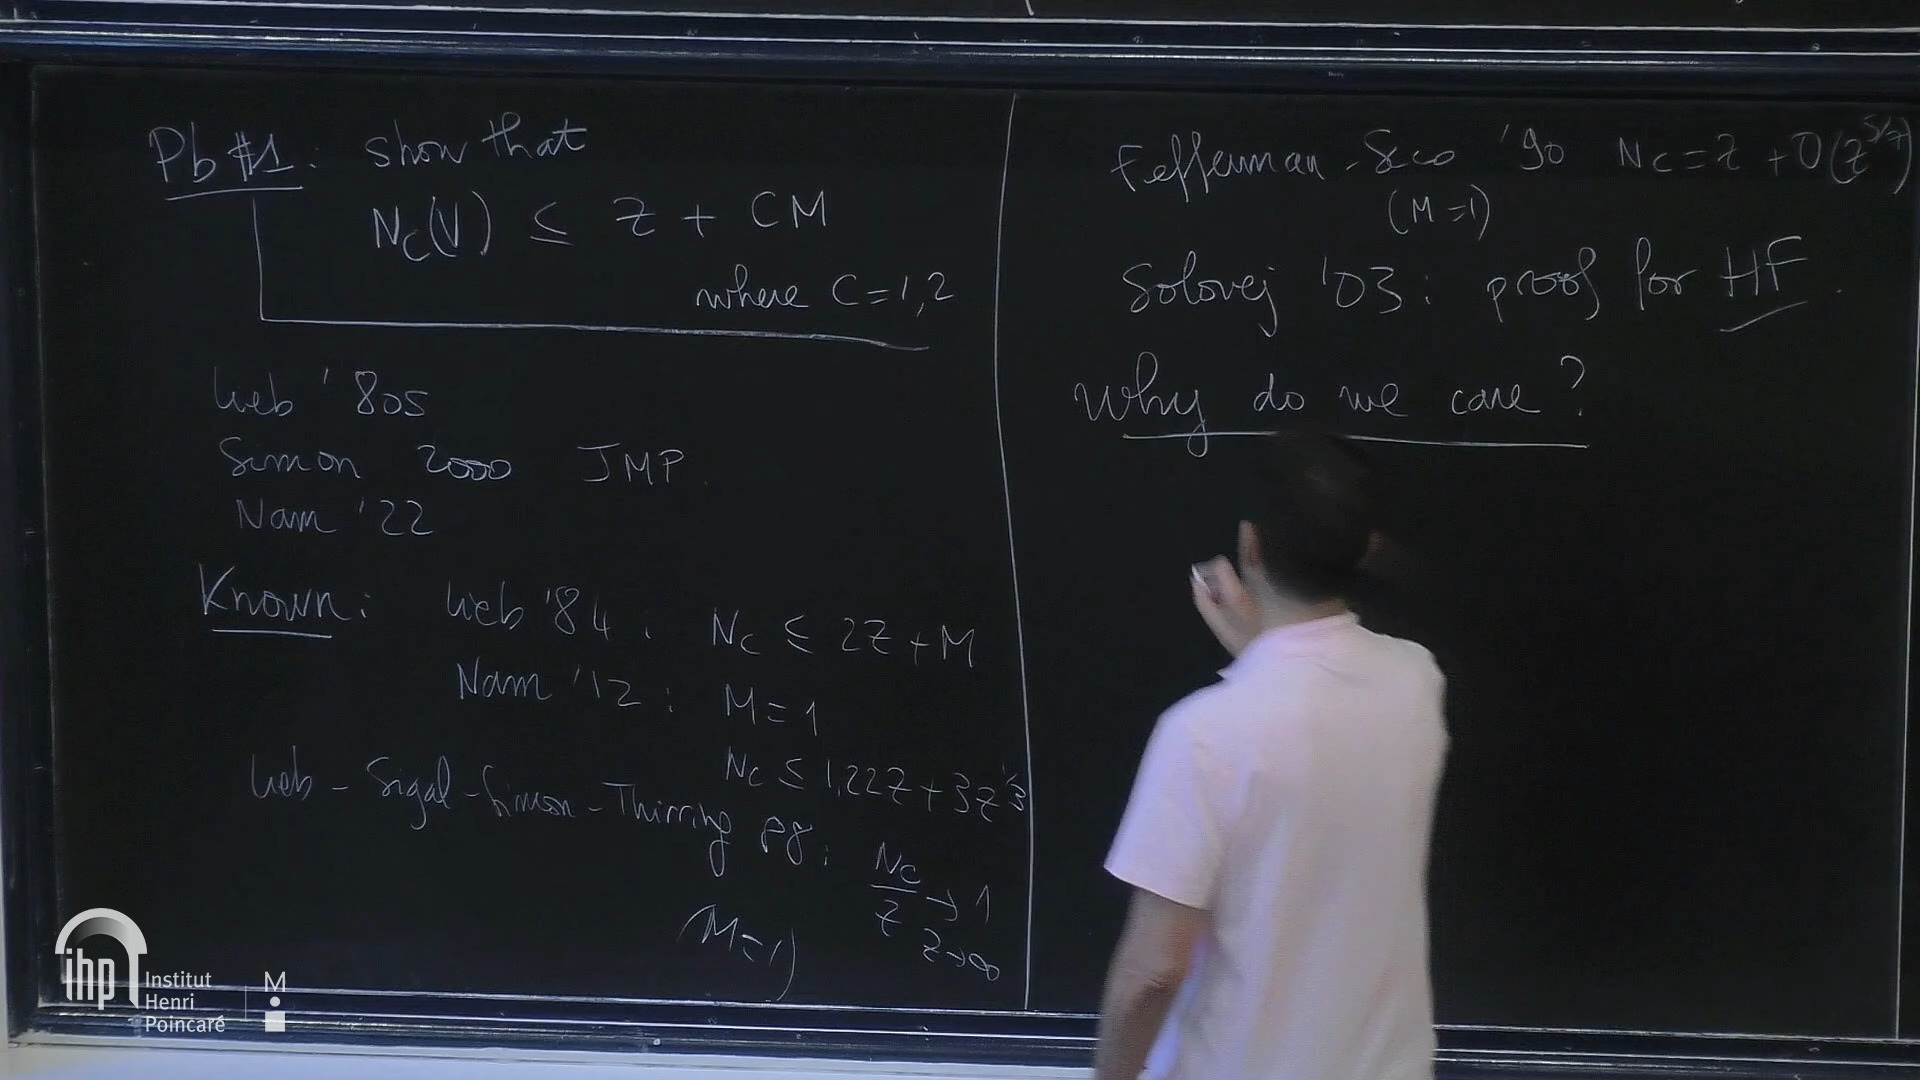 Pb #1: show that
Nc(V) ≤ Z + CM
where C=1,2
Lieb '80s
Simon 2000 JMP
Nam '22
Known: Lieb '84: Nc ≤ 2Z + M
Nam '12: M=1
Nc ≤ 1,22Z + 3Z^1/3
Lieb - Sigal - Simon - Thirring 88: Nc/Z → 1
Z→∞
(M=1)
Fefferman - Seco '90 Nc = Z + O(Z^5/7)
(M=1)
Solovej '03: proof for HF.
Why do we care?
ihp Institut
Henri
Poincaré
M